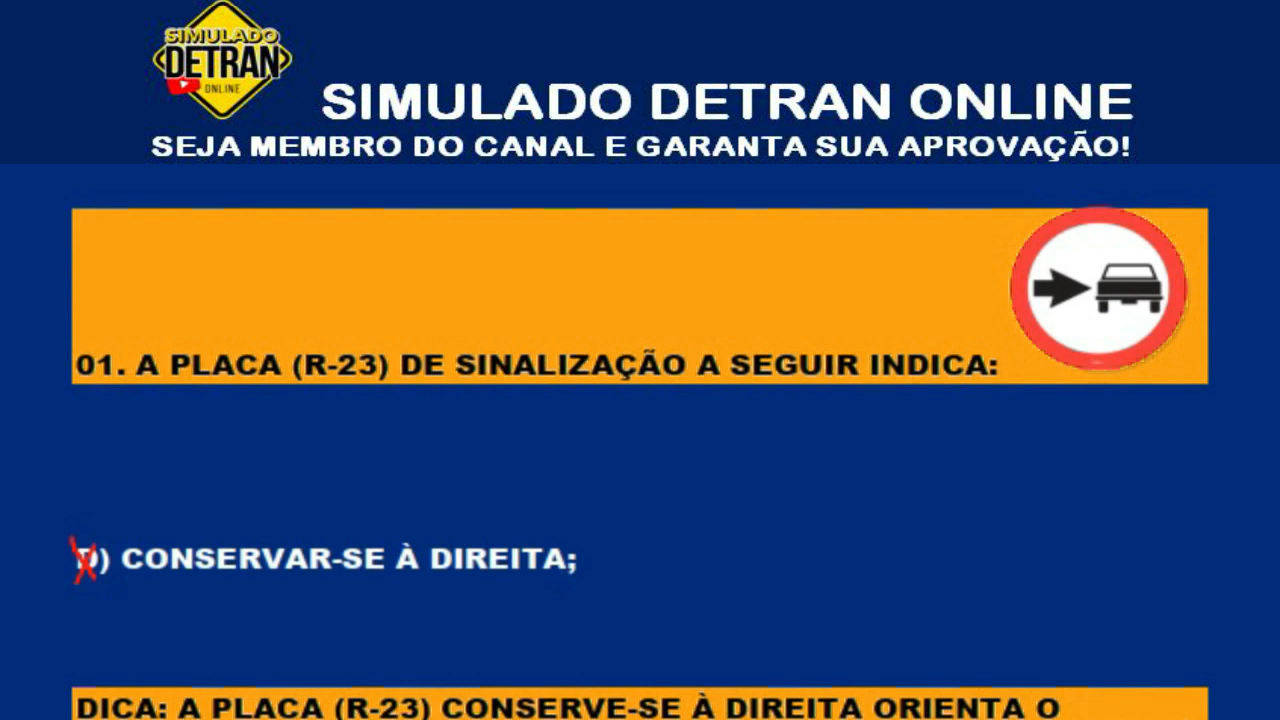 SIMULADO
DETRAN
ONLINE
SIMULADO DETRAN ONLINE
SEJA MEMBRO DO CANAL E GARANTA SUA APROVAÇÃO!
01. A PLACA (R-23) DE SINALIZAÇÃO A SEGUIR INDICA:
D) CONSERVAR-SE À DIREITA;
DICA: A PLACA (R-23) CONSERVE-SE À DIREITA ORIENTA O